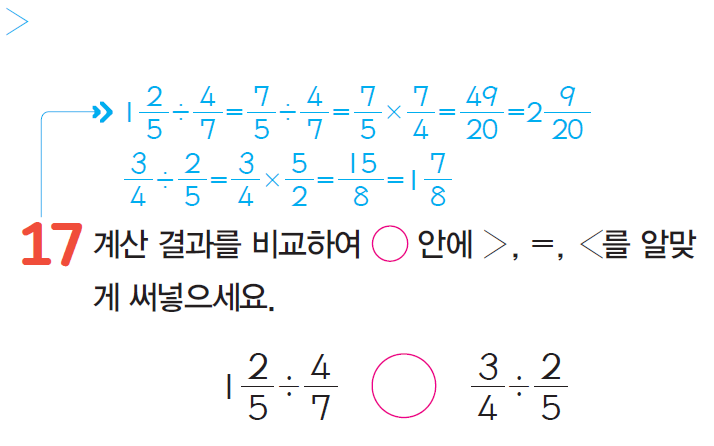 >
» 1 2/5 ÷ 4/7 = 7/5 ÷ 4/7 = 7/5 × 7/4 = 49/20 = 2 9/20
3/4 ÷ 2/5 = 3/4 × 5/2 = 15/8 = 1 7/8
17 계산 결과를 비교하여 ○ 안에 >, =, <를 알맞
게 써넣으세요.
1 2/5 ÷ 4/7 ○ 3/4 ÷ 2/5